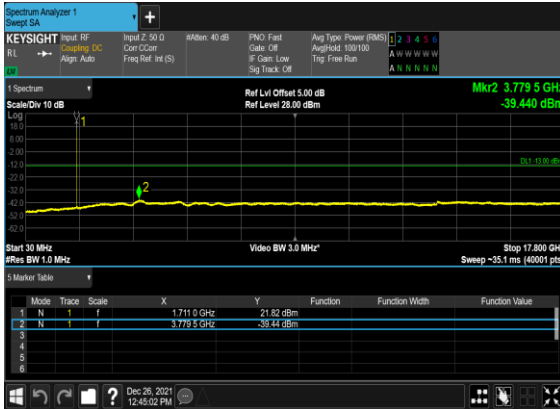 Spectrum Analyzer 1
Swept SA
+
KEYSIGHT Input: RF Input Z: 50 Ω #Atten: 40 dB PNO: Fast Avg Type: Power (RMS) 1 2 3 4 5 6
RL Coupling: DC Corr CCorr Gate: Off Avg|Hold: 100/100 A W W W W W
Align: Auto Freq Ref: Int (S) IF Gain: Low Trig: Free Run
Sig Track: Off A N N N N N
1 Spectrum Ref Lvl Offset 5.00 dB Mkr2 3.779 5 GHz
Scale/Div 10 dB Ref Level 28.00 dBm -39.440 dBm
Log
18.0
8.00
-2.00
-12.0
-22.0
-32.0
-42.0
-52.0
-62.0
1
DL1 -13.00 dBm
2
Start 30 MHz Video BW 3.0 MHz* Stop 17.800 GH
#Res BW 1.0 MHz Sweep ~35.1 ms (40001 pts
5 Marker Table
Mode Trace Scale X Y Function Function Width Function Value
1 N 1 f 1.711 0 GHz 21.82 dBm
2 N 1 f 3.779 5 GHz -39.44 dBm
3
4
5
6
? Dec 26, 2021
12:45:02 PM